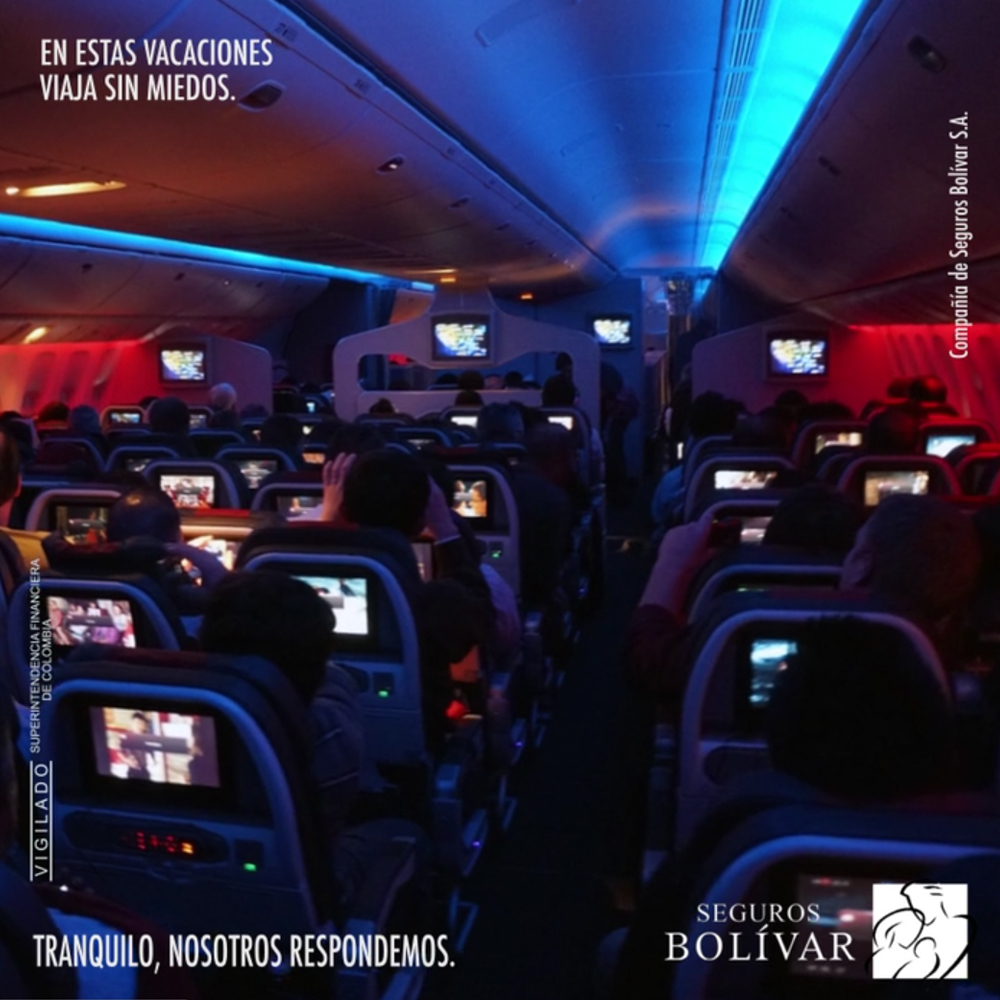 EN ESTAS VACACIONES
VIAJA SIN MIEDOS.
Compañía de Seguros Bolívar S.A.
VIGILADO
SUPERINTENDENCIA FINANCIERA
DE COLOMBIA
TRANQUILO, NOSOTROS RESPONDEMOS.
SEGUROS
BOLÍVAR